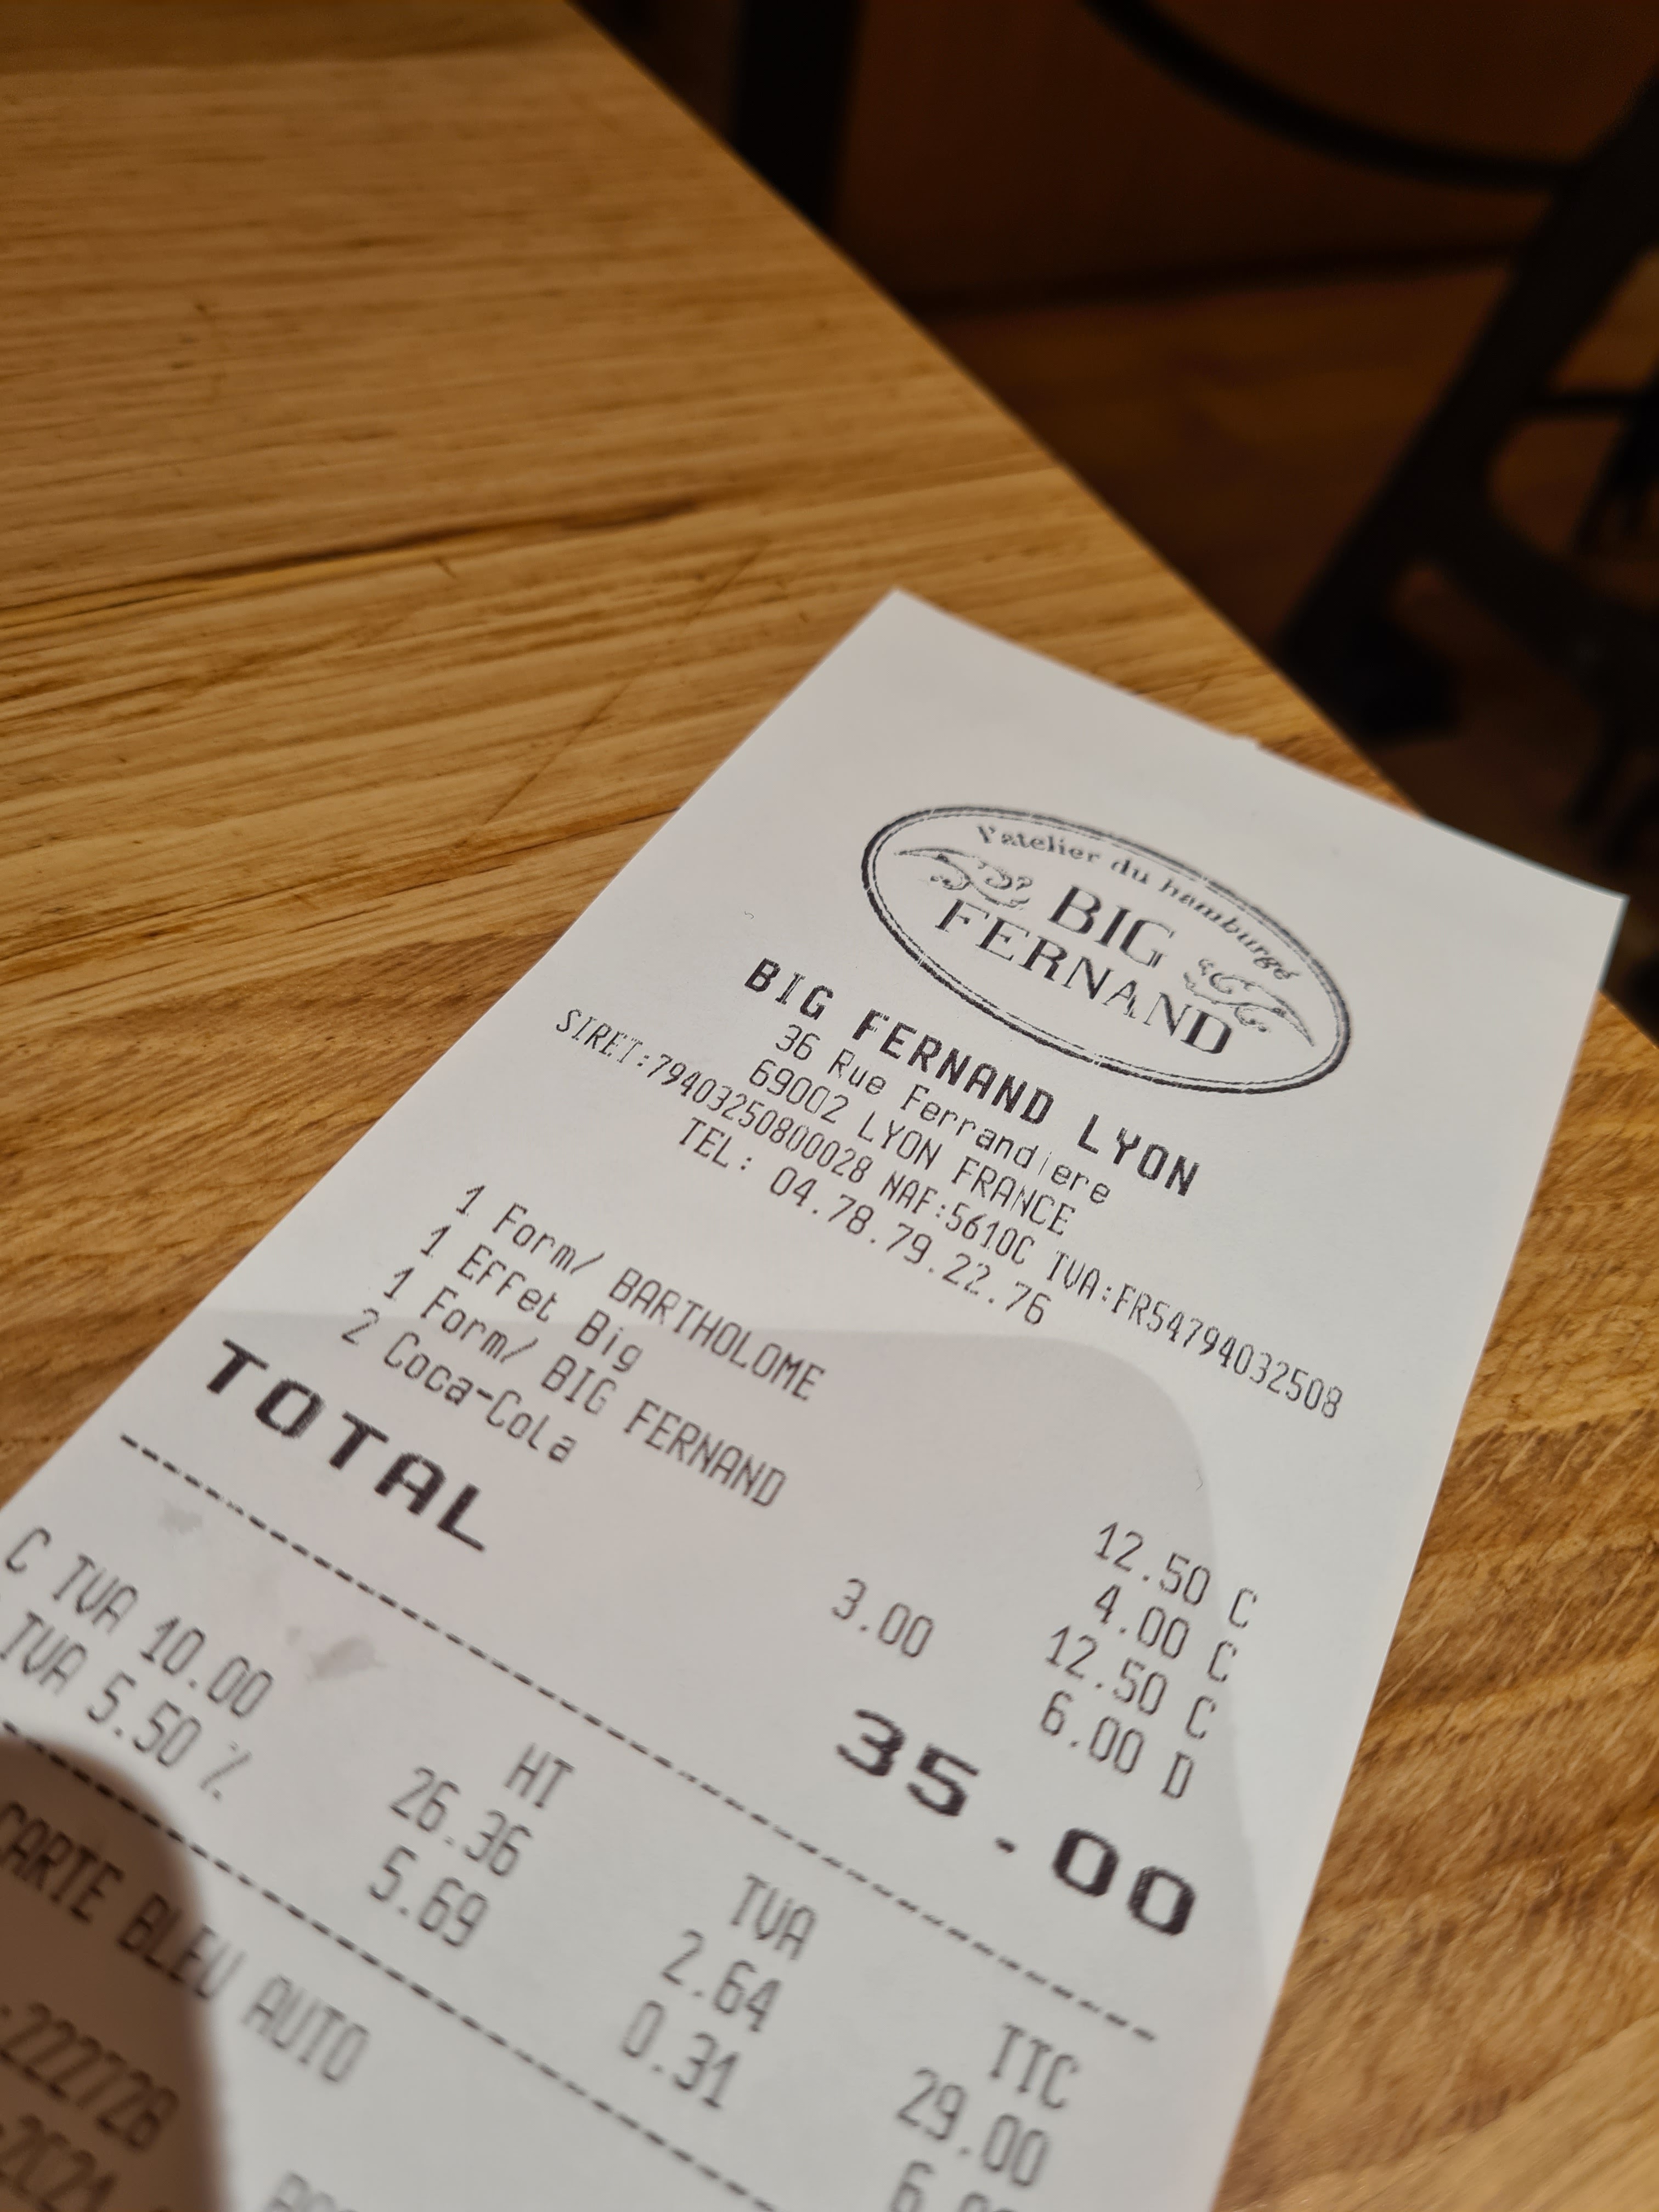 l'atelier du hamburgé
BIG
FERNAND
BIG FERNAND LYON
36 Rue Ferrandiere
69002 LYON FRANCE
SIRET:79403250800028 NAF:5610C TVA:FR54794032508
TEL: 04.78.79.22.76
1 Form/ BARTHOLOME 12.50 C
1 Effet Big 4.00 C
1 Form/ BIG FERNAND 12.50 C
2 Coca-Cola 3.00 6.00 D
TOTAL 35.00
HT TVA TTC
C TVA 10.00 26.36 2.64 29.00
TVA 5.50 % 5.69 0.31
CARTE BLEU AUTO